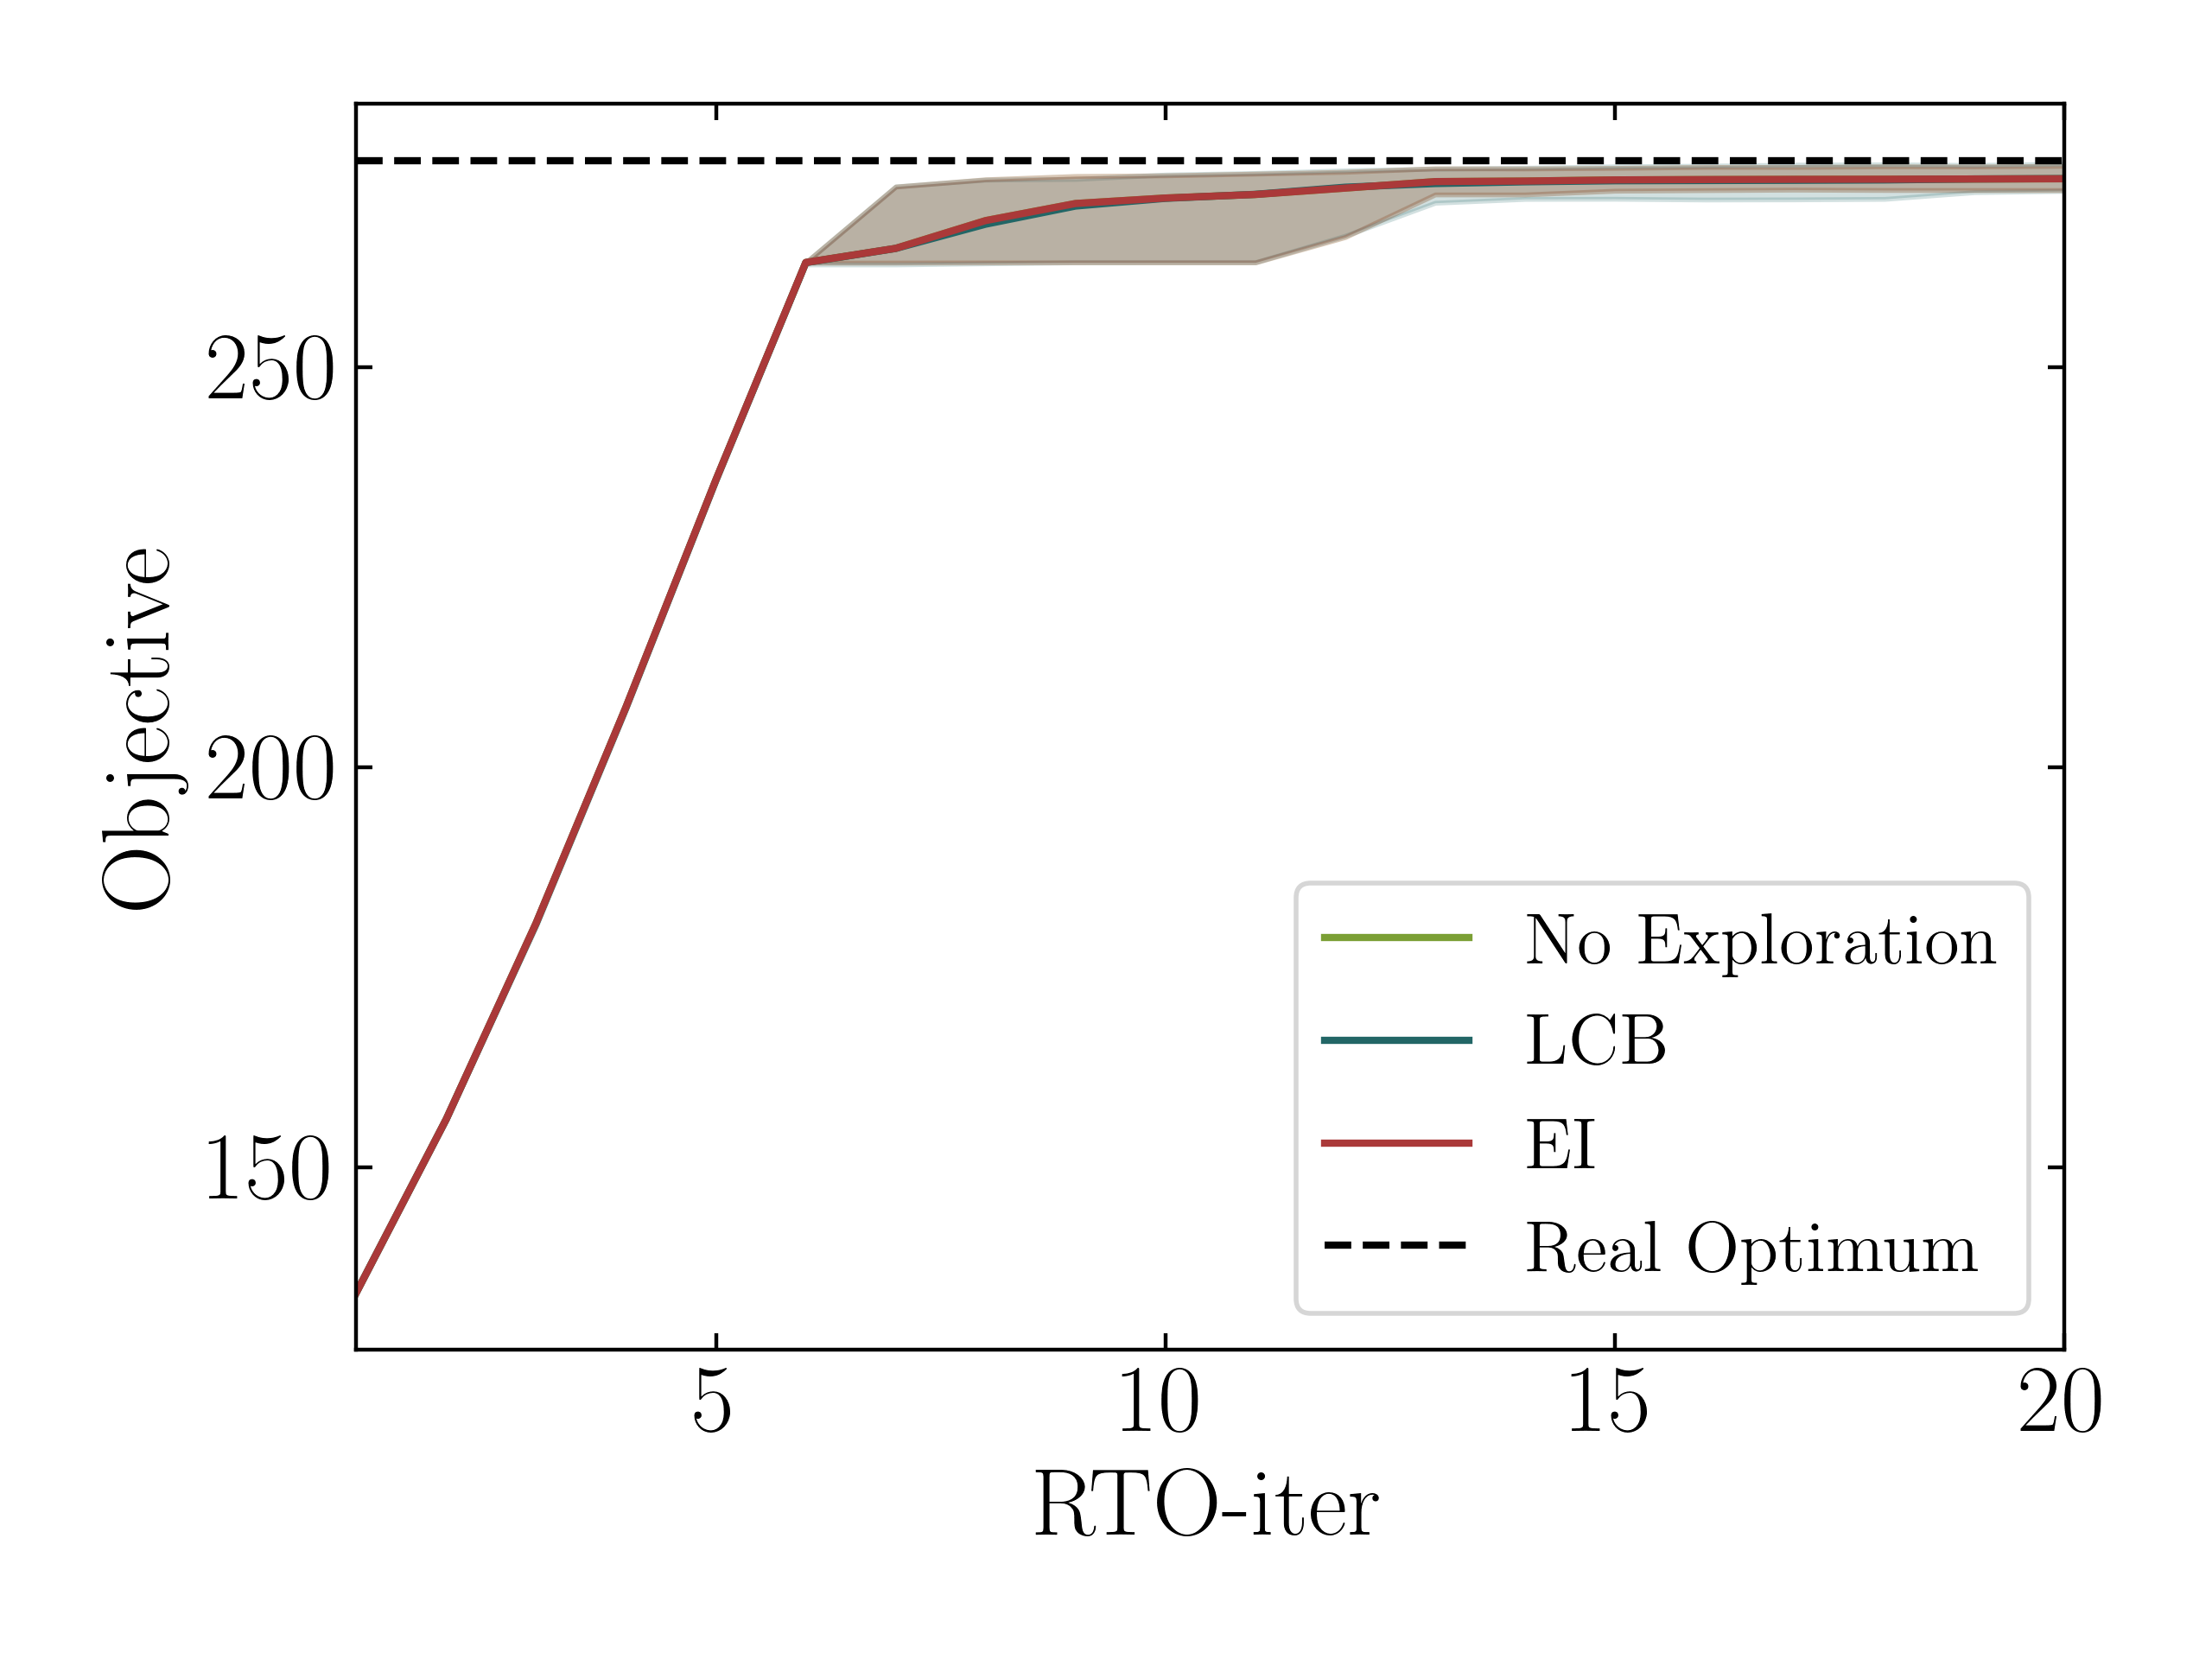 250
200
150
Objective
No Exploration
LCB
EI
Real Optimum
5 10 15 20
RTO-iter